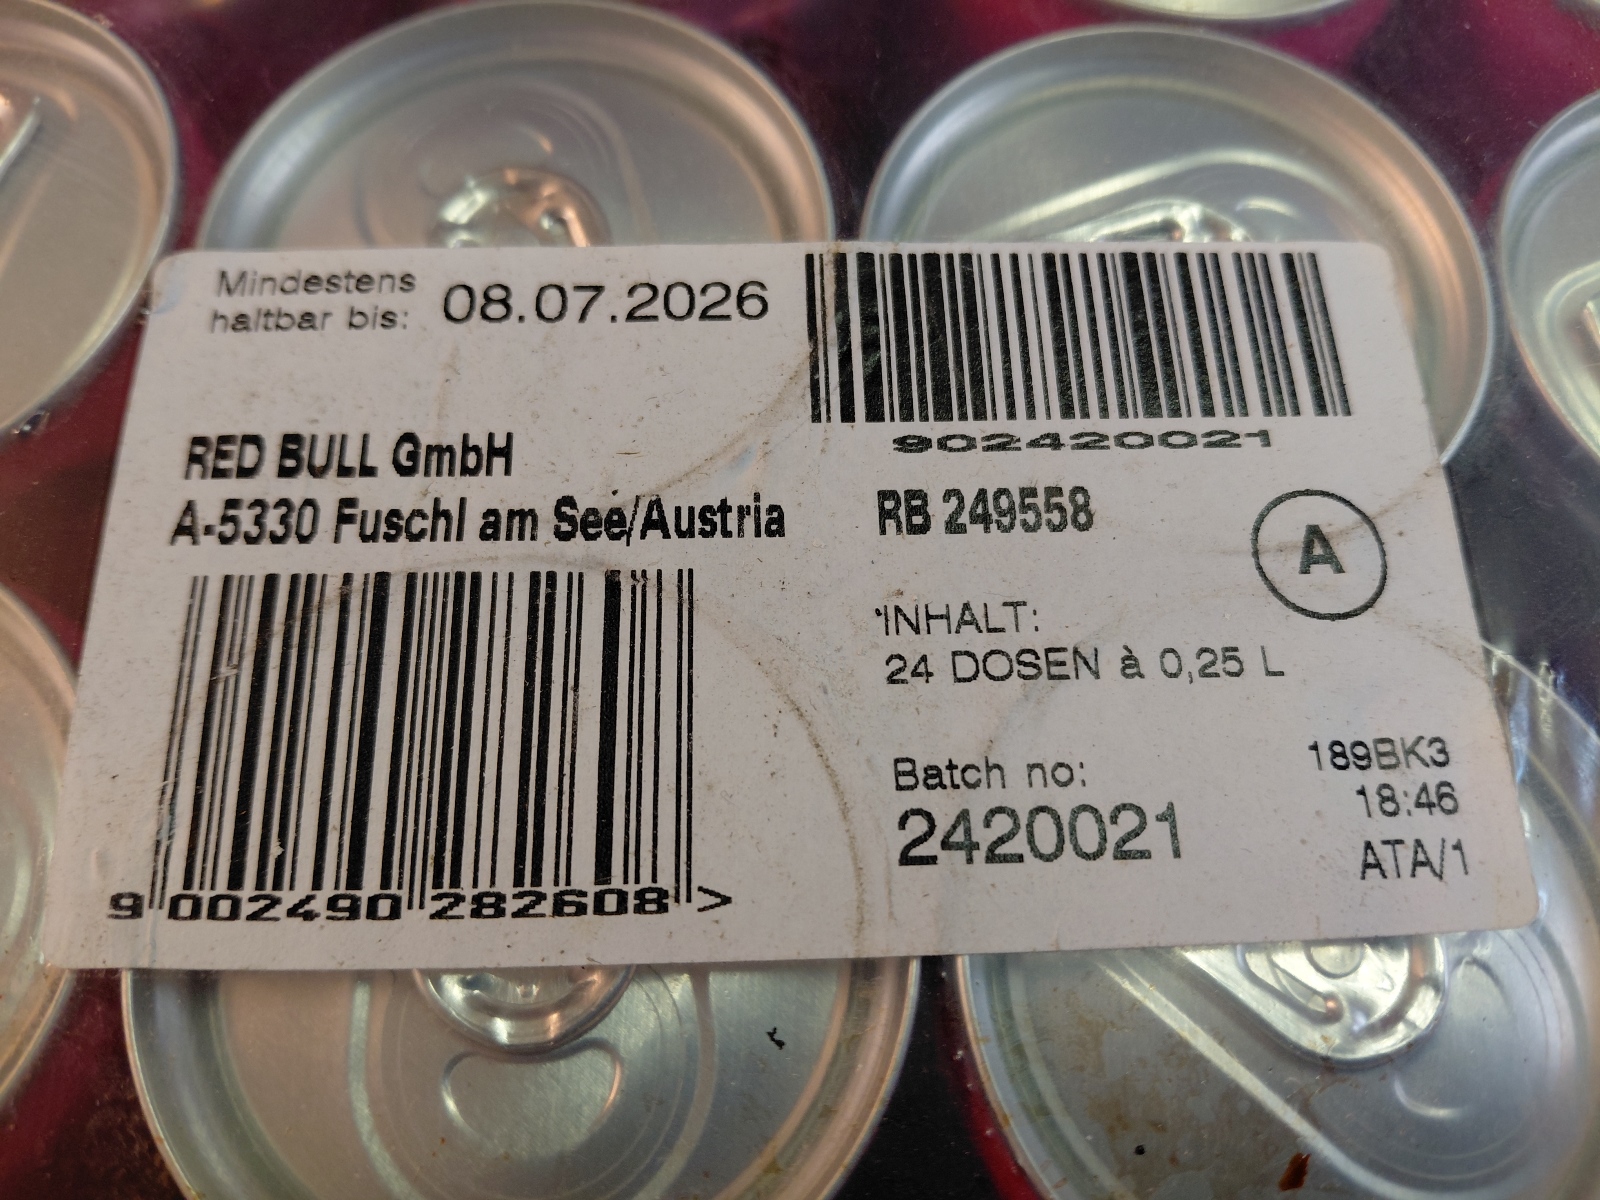 Mindestens
haltbar bis: 08.07.2026
902420021
RED BULL GmbH
A-5330 Fuschl am See/Austria
RB 249558
A
INHALT:
24 DOSEN à 0,25 L
Batch no:
2420021
189BK3
18:46
ATA/1
9 002490 282608 >